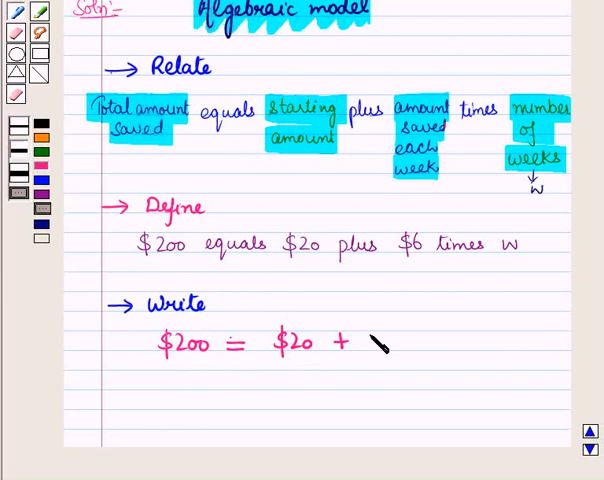 Soln:-
Algebraic model
→ Relate
Total amount saved equals starting amount plus amount saved each week times number of weeks
↓
w
→ Define
$200 equals $20 plus $6 times w
→ Write
$200 = $20 +